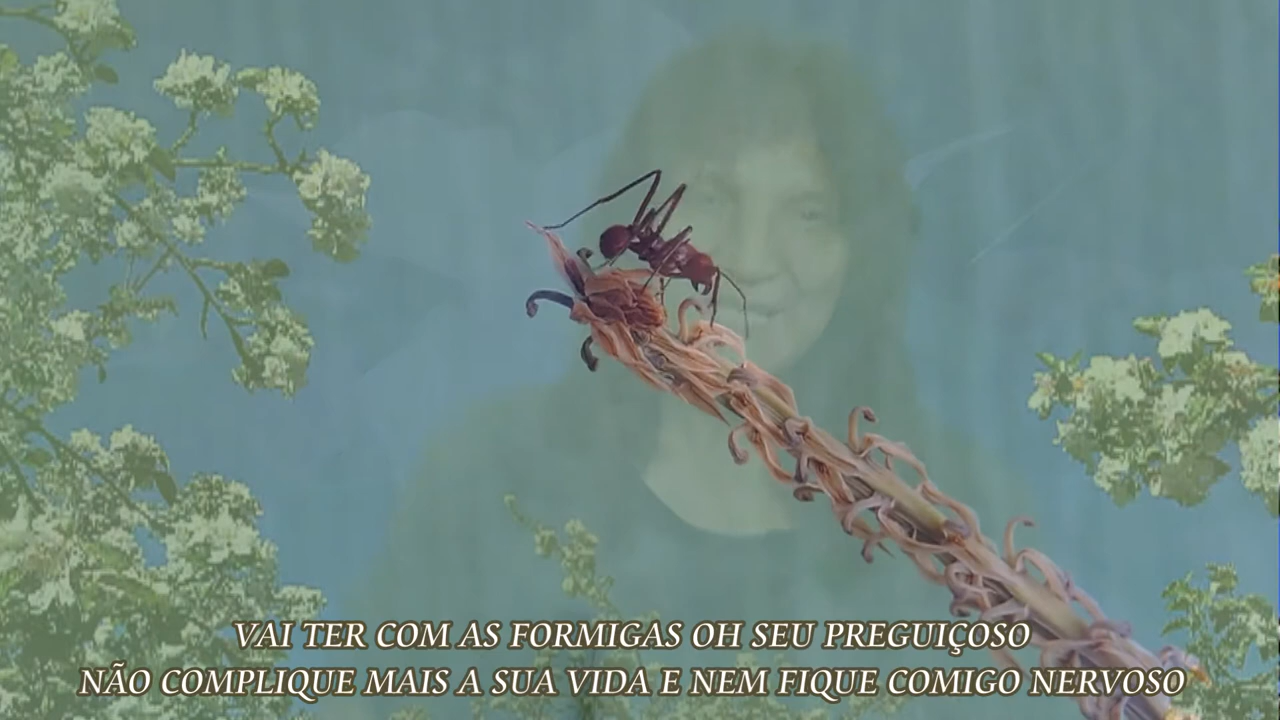 VAI TER COM AS FORMIGAS OH SEU PREGUIÇOSO
NÃO COMPLIQUE MAIS A SUA VIDA E NEM FIQUE COMIGO NERVOSO